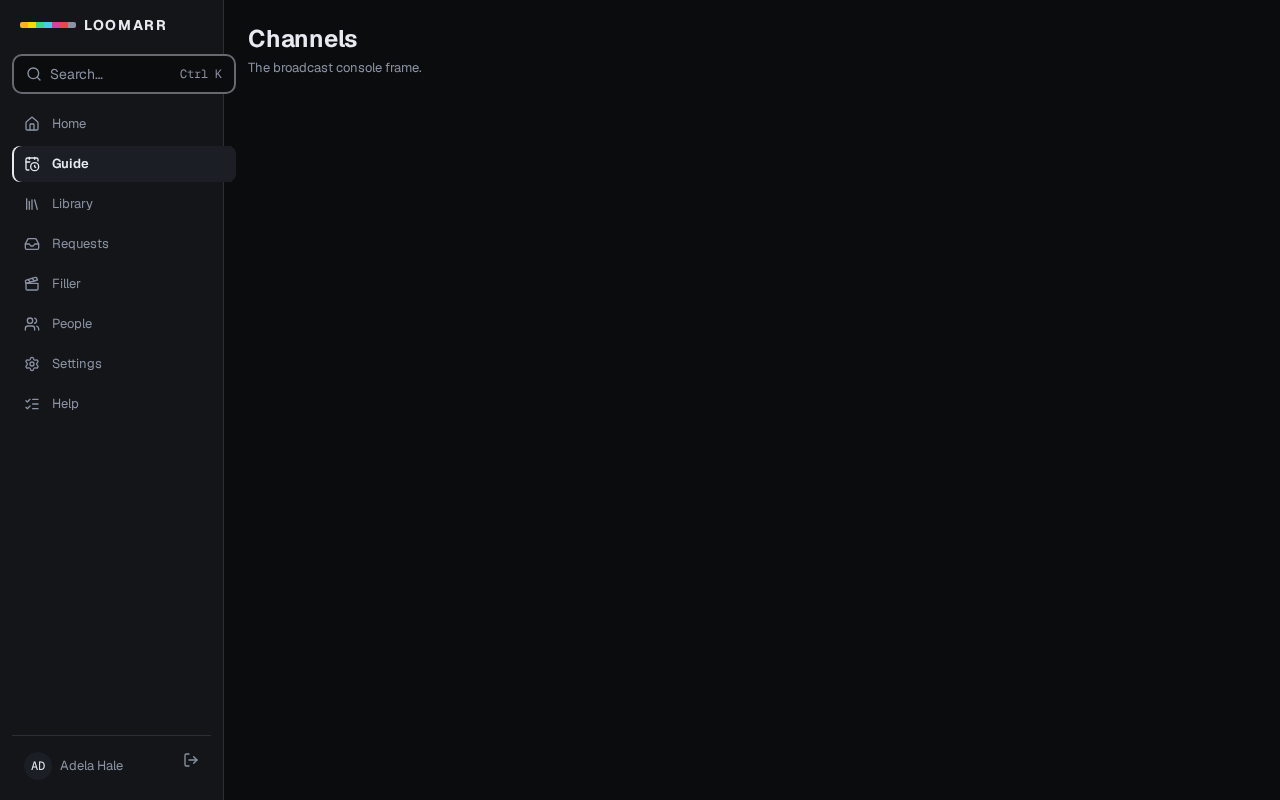 LOOMARR
Search...
Ctrl K
Home
Guide
Library
Requests
Filler
People
Settings
Help
AD
Adela Hale
Channels
The broadcast console frame.